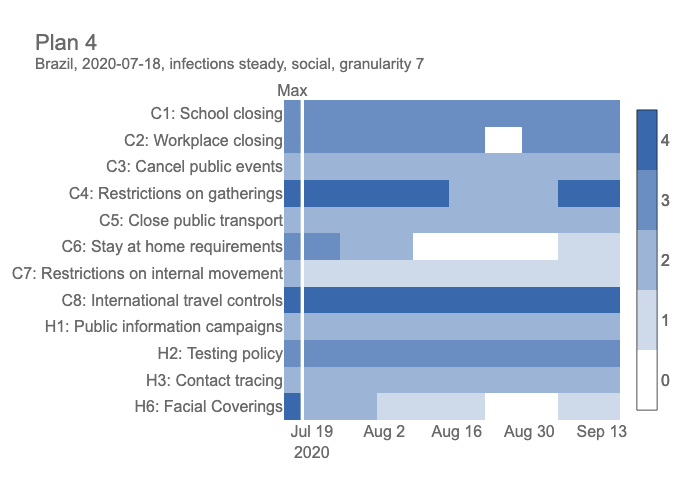 Plan 4
Brazil, 2020-07-18, infections steady, social, granularity 7
Max
C1: School closing
C2: Workplace closing
C3: Cancel public events
C4: Restrictions on gatherings
C5: Close public transport
C6: Stay at home requirements
C7: Restrictions on internal movement
C8: International travel controls
H1: Public information campaigns
H2: Testing policy
H3: Contact tracing
H6: Facial Coverings
Jul 19 Aug 2 Aug 16 Aug 30 Sep 13
2020
4
3
2
1
0